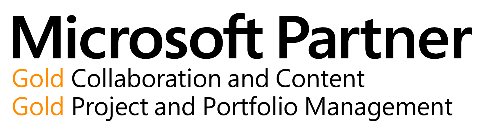 Microsoft Partner
Gold Collaboration and Content
Gold Project and Portfolio Management